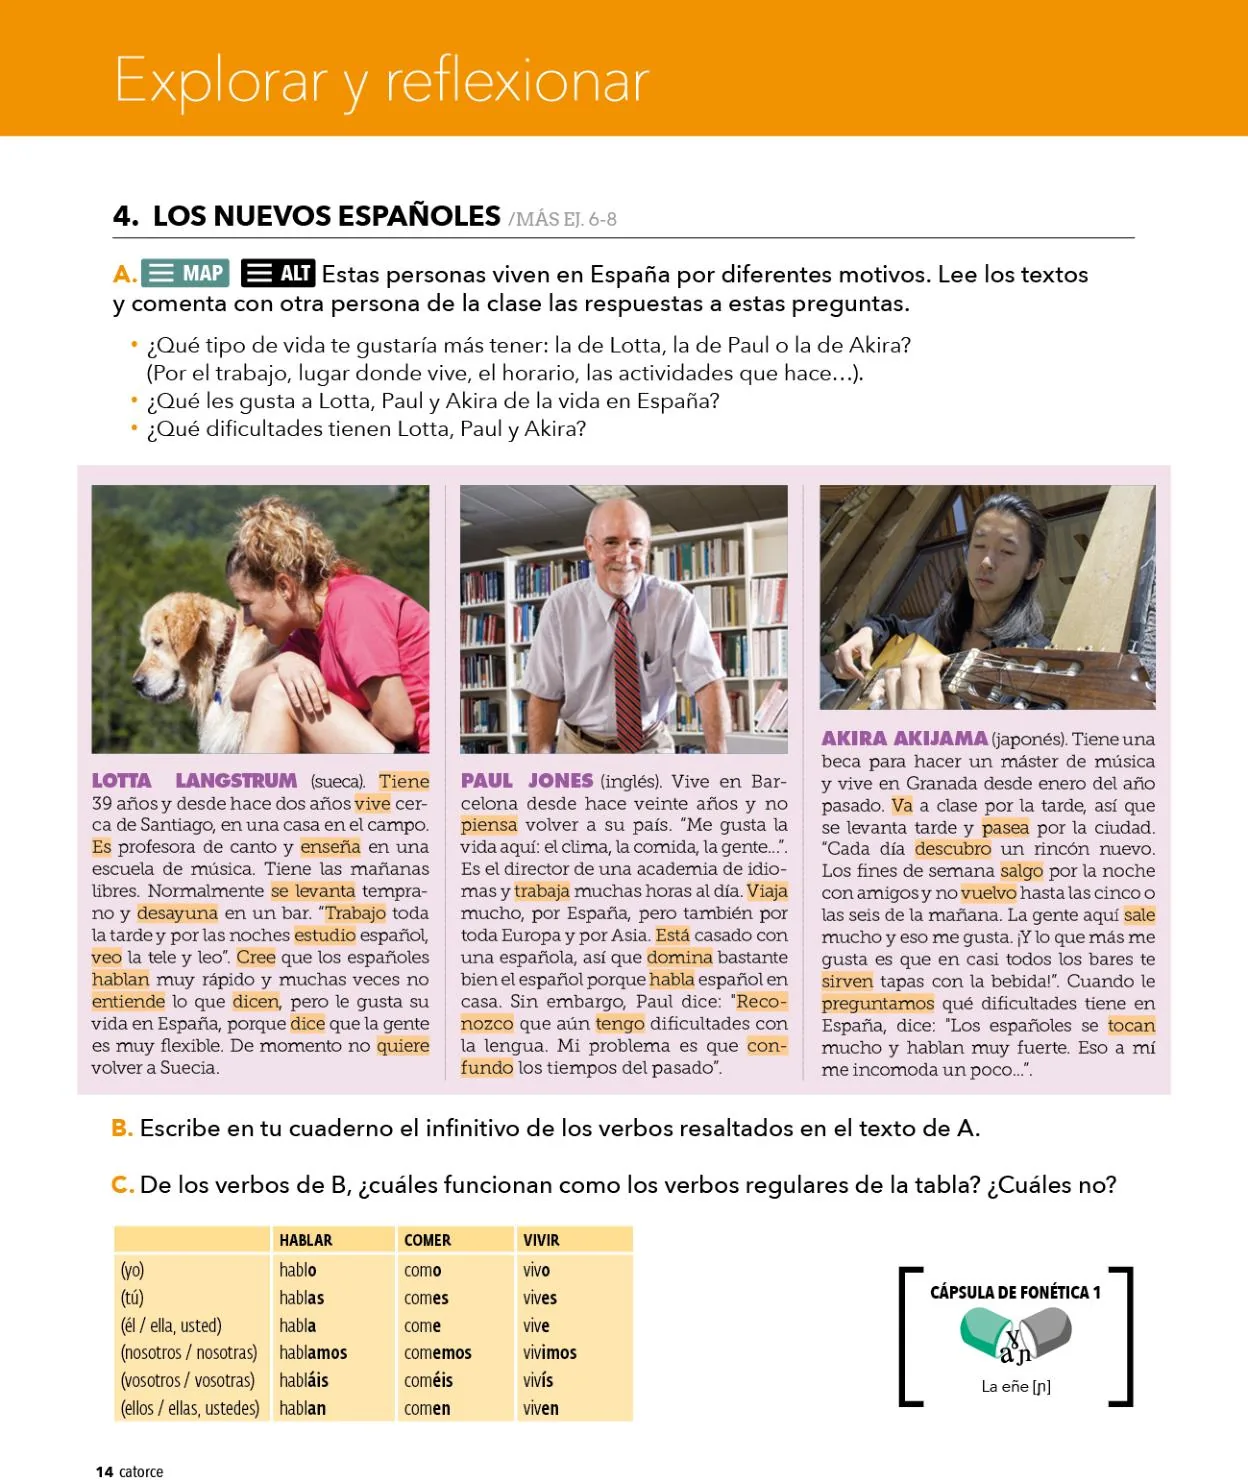 Explorar y reflexionar
4. LOS NUEVOS ESPAÑOLES /MÁS EJ. 6-8
A. MAP ALT Estas personas viven en España por diferentes motivos. Lee los textos
y comenta con otra persona de la clase las respuestas a estas preguntas.
• ¿Qué tipo de vida te gustaría más tener: la de Lotta, la de Paul o la de Akira?
(Por el trabajo, lugar donde vive, el horario, las actividades que hace…).
• ¿Qué les gusta a Lotta, Paul y Akira de la vida en España?
• ¿Qué dificultades tienen Lotta, Paul y Akira?
LOTTA LANGSTRUM (sueca). Tiene
39 años y desde hace dos años vive cer-
ca de Santiago, en una casa en el campo.
Es profesora de canto y enseña en una
escuela de música. Tiene las mañanas
libres. Normalmente se levanta tempra-
no y desayuna en un bar. "Trabajo toda
la tarde y por las noches estudio español,
veo la tele y leo". Cree que los españoles
hablan muy rápido y muchas veces no
entiende lo que dicen, pero le gusta su
vida en España, porque dice que la gente
es muy flexible. De momento no quiere
volver a Suecia.
PAUL JONES (inglés). Vive en Bar-
celona desde hace veinte años y no
piensa volver a su país. "Me gusta la
vida aquí: el clima, la comida, la gente...".
Es el director de una academia de idio-
mas y trabaja muchas horas al día. Viaja
mucho, por España, pero también por
toda Europa y por Asia. Está casado con
una española, así que domina bastante
bien el español porque habla español en
casa. Sin embargo, Paul dice: "Reco-
nozco que aún tengo dificultades con
la lengua. Mi problema es que con-
fundo los tiempos del pasado".
AKIRA AKIJAMA (japonés). Tiene una
beca para hacer un máster de música
y vive en Granada desde enero del año
pasado. Va a clase por la tarde, así que
se levanta tarde y pasea por la ciudad.
"Cada día descubro un rincón nuevo.
Los fines de semana salgo por la noche
con amigos y no vuelvo hasta las cinco o
las seis de la mañana. La gente aquí sale
mucho y eso me gusta. ¡Y lo que más me
gusta es que en casi todos los bares te
sirven tapas con la bebida!". Cuando le
preguntamos qué dificultades tiene en
España, dice: "Los españoles se tocan
mucho y hablan muy fuerte. Eso a mí
me incomoda un poco...".
B. Escribe en tu cuaderno el infinitivo de los verbos resaltados en el texto de A.
C. De los verbos de B, ¿cuáles funcionan como los verbos regulares de la tabla? ¿Cuáles no?
HABLAR COMER VIVIR
(yo) hablo como vivo
(tú) hablas comes vives
(él / ella, usted) habla come vive
(nosotros / nosotras) hablamos comemos vivimos
(vosotros / vosotras) habláis coméis vivís
(ellos / ellas, ustedes) hablan comen viven
CÁPSULA DE FONÉTICA 1
La eñe [ɲ]
14 catorce